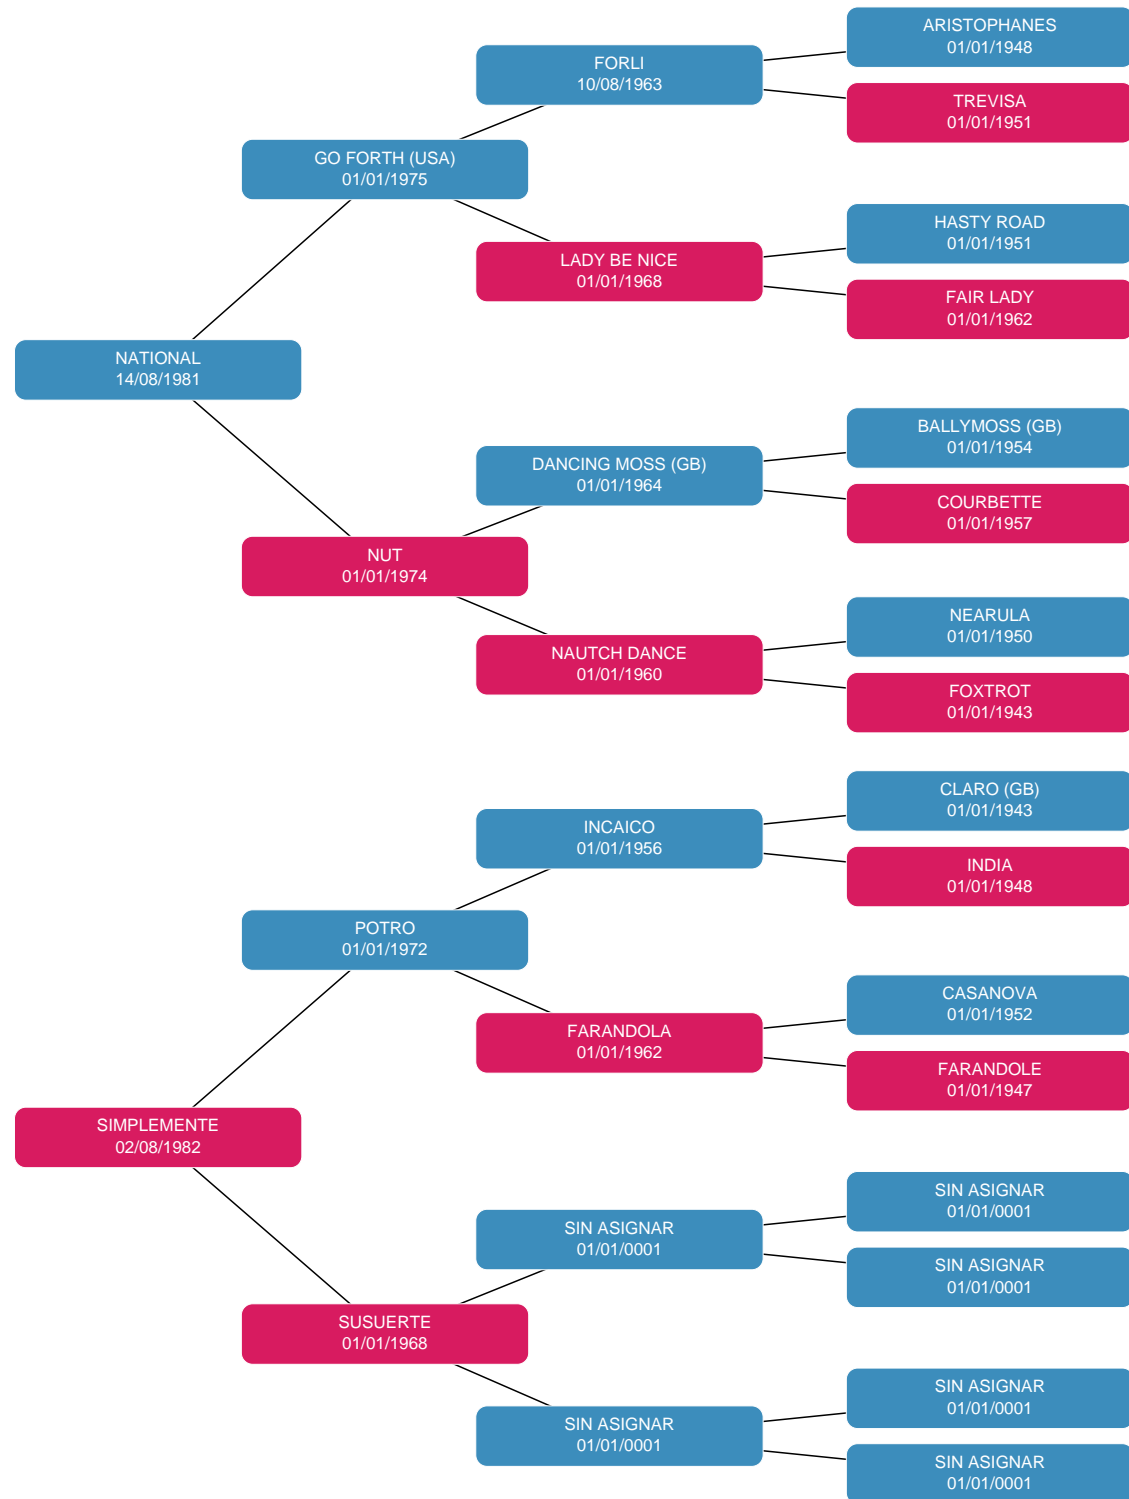 ARISTOPHANES
01/01/1948
FORLI
10/08/1963
TREVISA
01/01/1951
GO FORTH (USA)
01/01/1975
HASTY ROAD
01/01/1951
LADY BE NICE
01/01/1968
FAIR LADY
01/01/1962
NATIONAL
14/08/1981
BALLYMOSS (GB)
01/01/1954
DANCING MOSS (GB)
01/01/1964
COURBETTE
01/01/1957
NUT
01/01/1974
NEARULA
01/01/1950
NAUTCH DANCE
01/01/1960
FOXTROT
01/01/1943
CLARO (GB)
01/01/1943
INCAICO
01/01/1956
INDIA
01/01/1948
POTRO
01/01/1972
CASANOVA
01/01/1952
FARANDOLA
01/01/1962
FARANDOLE
01/01/1947
SIMPLEMENTE
02/08/1982
SIN ASIGNAR
01/01/0001
SIN ASIGNAR
01/01/0001
SIN ASIGNAR
01/01/0001
SUSUERTE
01/01/1968
SIN ASIGNAR
01/01/0001
SIN ASIGNAR
01/01/0001
SIN ASIGNAR
01/01/0001